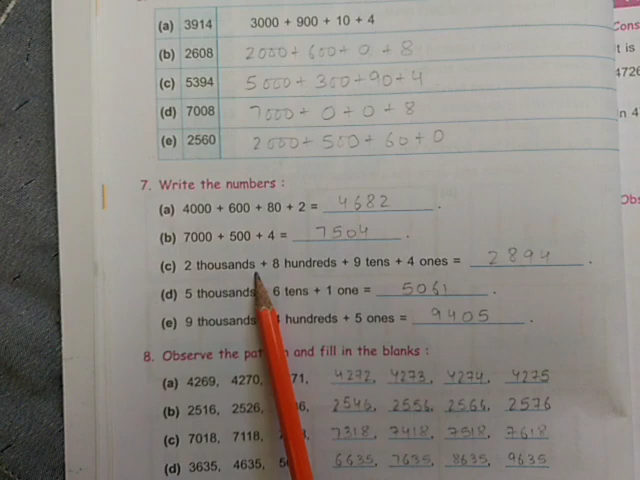 (a) 3914 3000 + 900 + 10 + 4
(b) 2608 2000 + 600 + 0 + 8
(c) 5394 5000 + 300 + 90 + 4
(d) 7008 7000 + 0 + 0 + 8
(e) 2560 2000 + 500 + 60 + 0
7. Write the numbers :
(a) 4000 + 600 + 80 + 2 = 4682 .
(b) 7000 + 500 + 4 = 7504 .
(c) 2 thousands + 8 hundreds + 9 tens + 4 ones = 2894 .
(d) 5 thousands 6 tens + 1 one = 5061 .
(e) 9 thousands hundreds + 5 ones = 9405 .
8. Observe the and fill in the blanks :
(a) 4269, 4270, 4272, 4273, 4274, 4275
(b) 2516, 2526, 2546, 2556, 2566, 2576
(c) 7018, 7118, 7318, 7418, 7518, 7618
(d) 3635, 4635, 6635, 7635, 8635, 9635